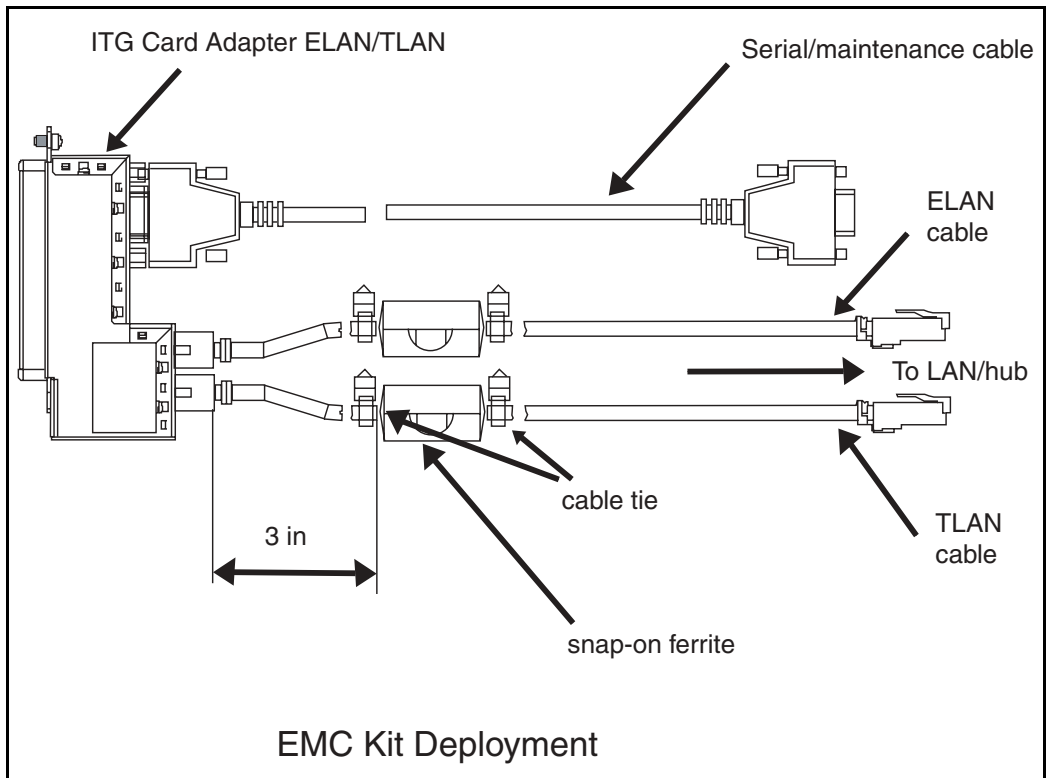 ITG Card Adapter ELAN/TLAN
Serial/maintenance cable
ELAN
cable
To LAN/hub
cable tie
TLAN
cable
3 in
snap-on ferrite
EMC Kit Deployment